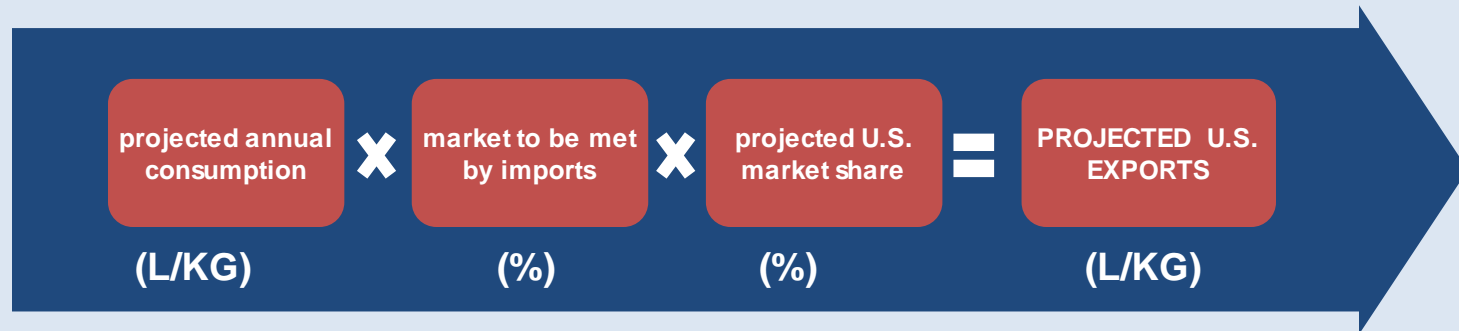 projected annual
consumption
x
market to be met
by imports
x
projected U.S.
market share
=
PROJECTED U.S.
EXPORTS
(L/KG)
(%)
(%)
(L/KG)